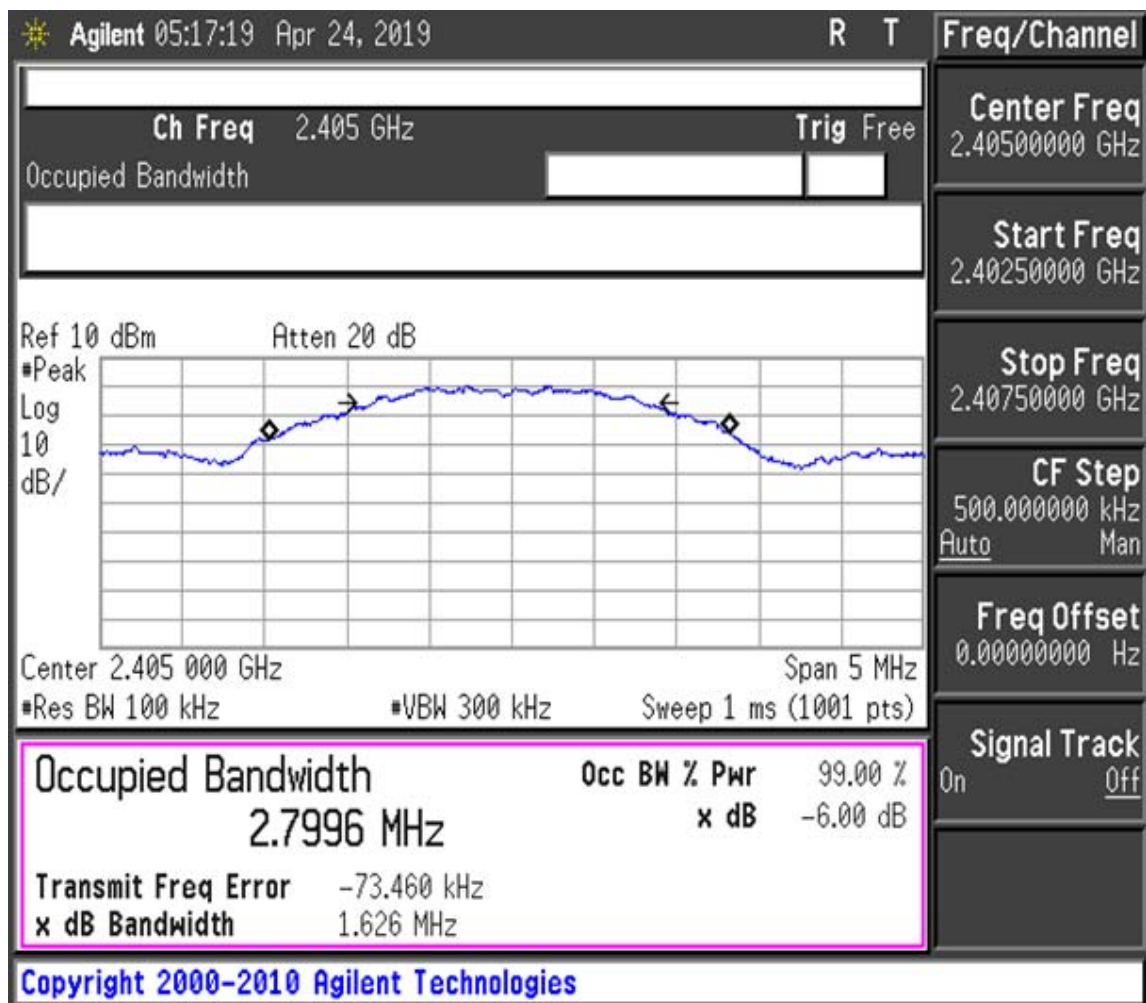 Agilent 05:17:19 Apr 24, 2019 R T
Ch Freq 2.405 GHz Trig Free
Occupied Bandwidth
Ref 10 dBm Atten 20 dB
#Peak
Log
10
dB/
Center 2.405 000 GHz Span 5 MHz
#Res BW 100 kHz #VBW 300 kHz Sweep 1 ms (1001 pts)
Occupied Bandwidth Occ BW % Pwr 99.00 %
2.7996 MHz x dB -6.00 dB
Transmit Freq Error -73.460 kHz
x dB Bandwidth 1.626 MHz
Copyright 2000-2010 Agilent Technologies
Freq/Channel
Center Freq
2.40500000 GHz
Start Freq
2.40250000 GHz
Stop Freq
2.40750000 GHz
CF Step
500.000000 kHz
Auto Man
Freq Offset
0.00000000 Hz
Signal Track
On Off